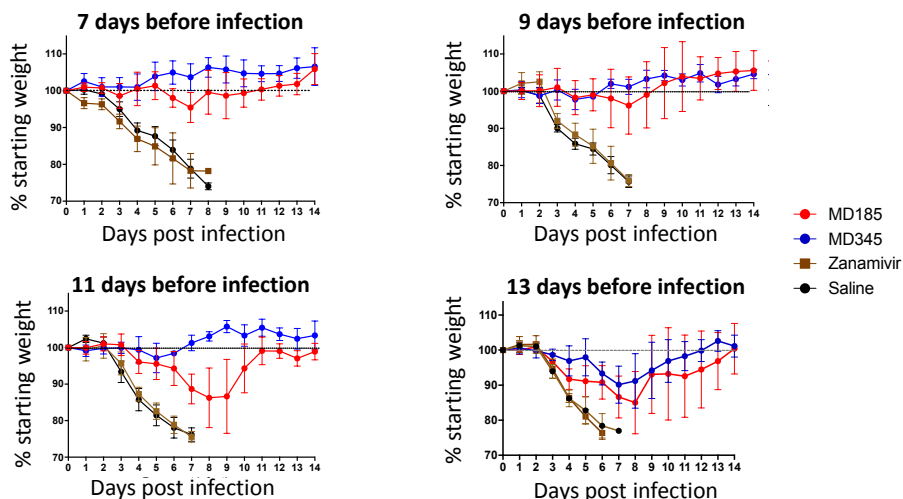 7 days before infection
% starting weight
110
100
90
80
70
0 1 2 3 4 5 6 7 8 9 10 11 12 13 14
Days post infection
9 days before infection
% starting weight
110
100
90
80
70
0 1 2 3 4 5 6 7 8 9 10 11 12 13 14
Days post infection
MD185
MD345
Zanamivir
Saline
11 days before infection
% starting weight
110
100
90
80
70
0 1 2 3 4 5 6 7 8 9 10 11 12 13 14
Days post infection
13 days before infection
% starting weight
110
100
90
80
70
0 1 2 3 4 5 6 7 8 9 10 11 12 13 14
Days post infection